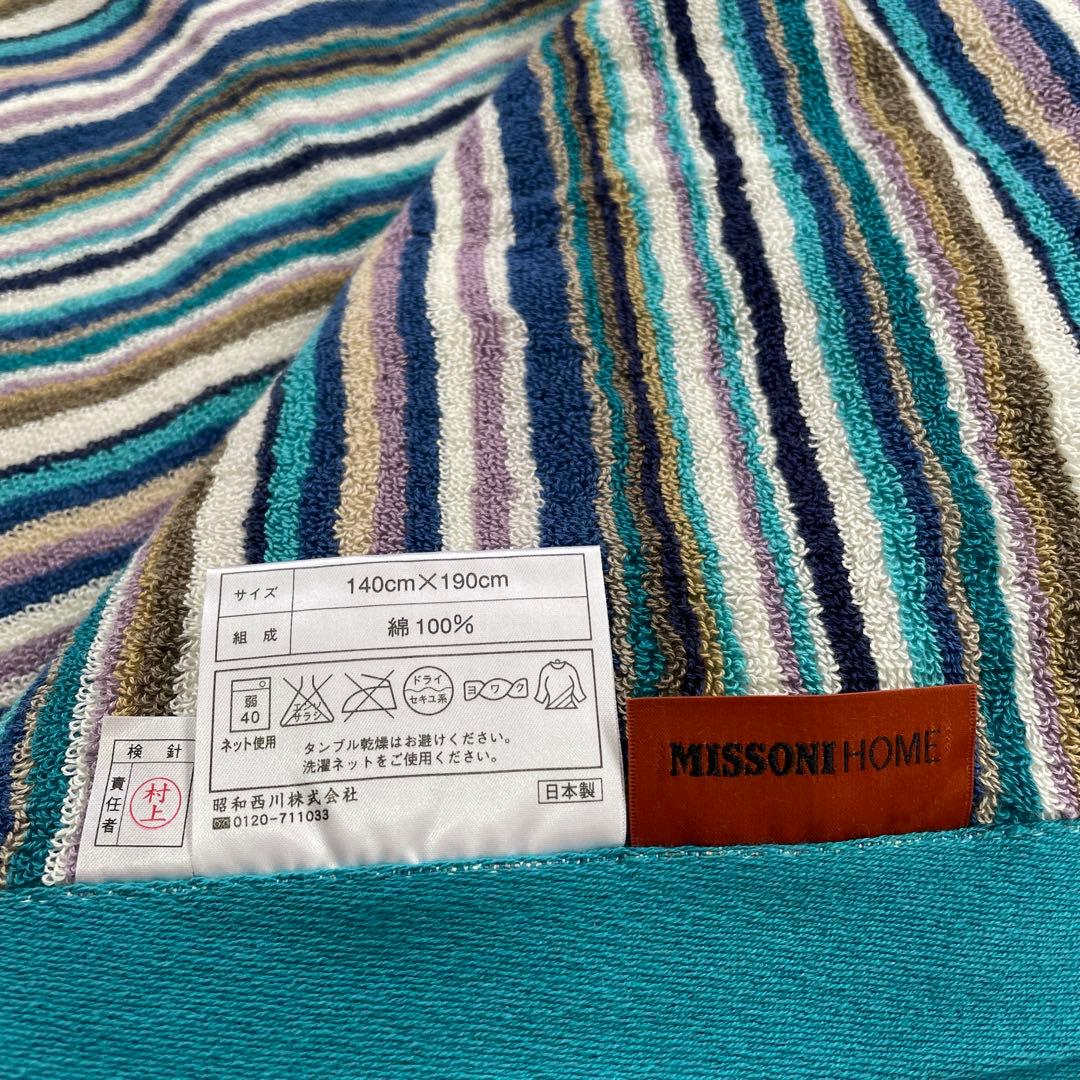 サイズ 140cm×190cm
組成 綿100%
弱
40
エンソ
サラシ
ドライ
セキユ系
ヨワク
ネット使用
タンブル乾燥はお避けください。
洗濯ネットをご使用ください。
昭和西川株式会社
0120-711033
日本製
検針
責任者
村上
MISSONI HOME